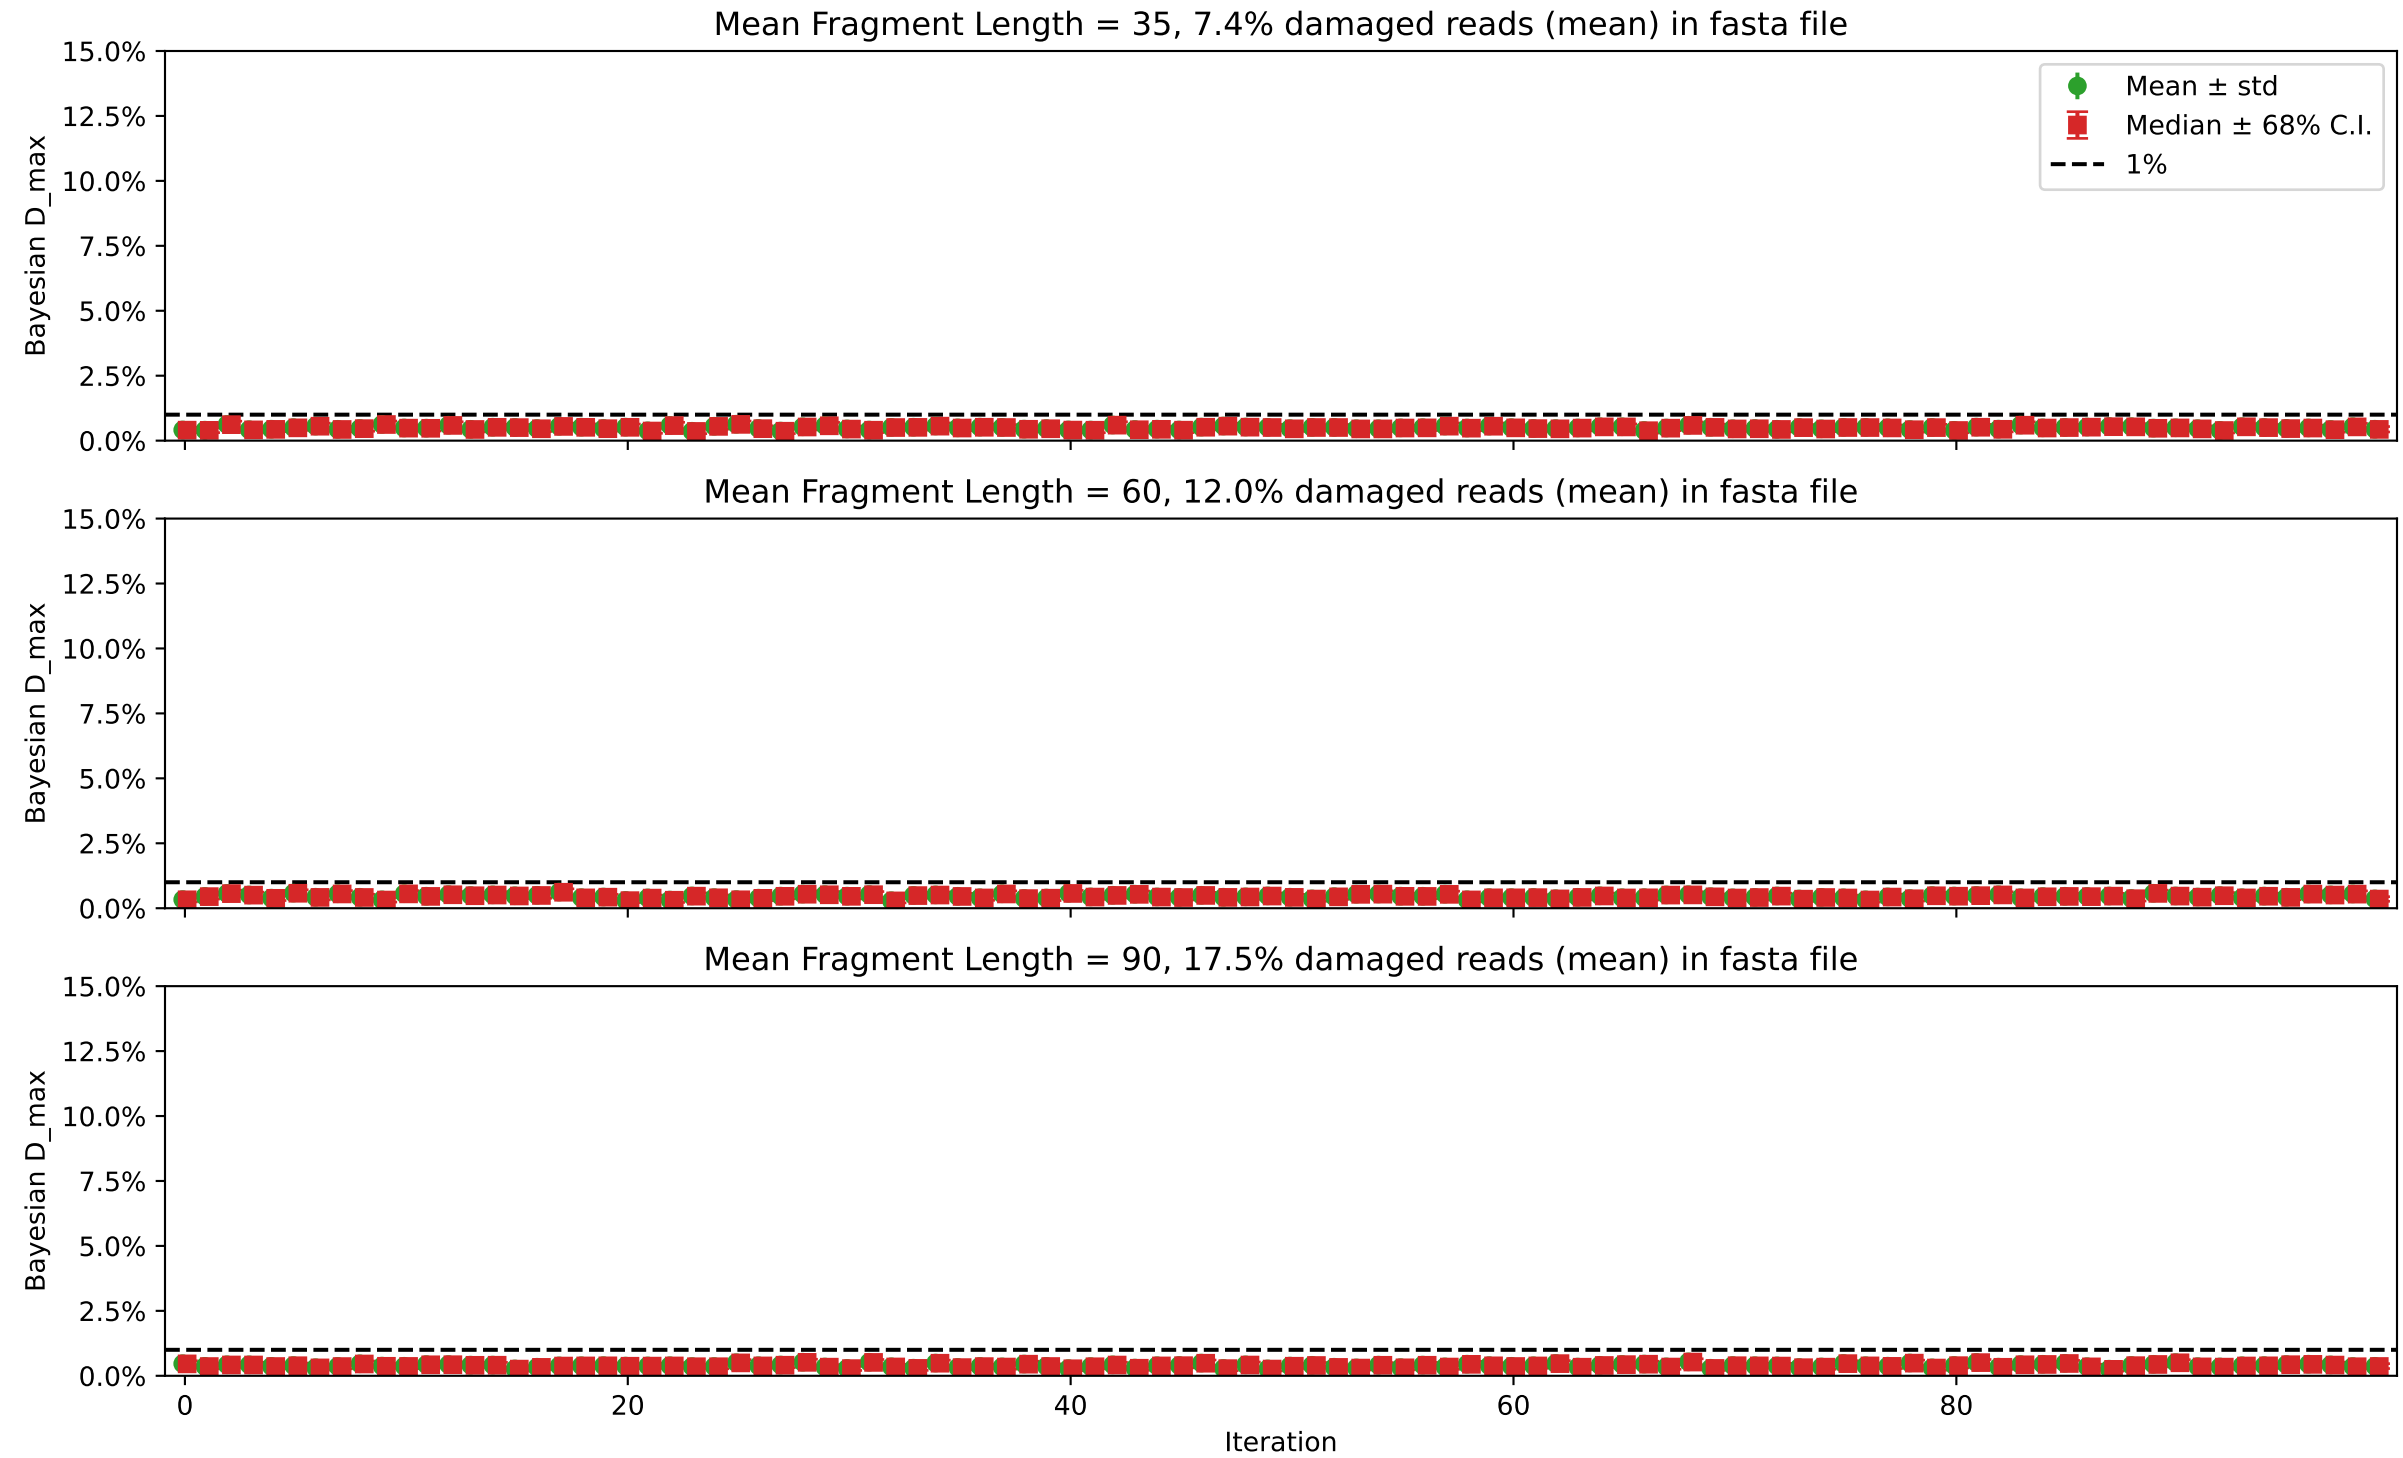 Mean Fragment Length = 35, 7.4% damaged reads (mean) in fasta file
15.0%
12.5%
10.0%
7.5%
5.0%
2.5%
0.0%
Bayesian D_max
Mean ± std
Median ± 68% C.I.
1%
Mean Fragment Length = 60, 12.0% damaged reads (mean) in fasta file
15.0%
12.5%
10.0%
7.5%
5.0%
2.5%
0.0%
Bayesian D_max
Mean Fragment Length = 90, 17.5% damaged reads (mean) in fasta file
15.0%
12.5%
10.0%
7.5%
5.0%
2.5%
0.0%
Bayesian D_max
0 20 40 60 80
Iteration